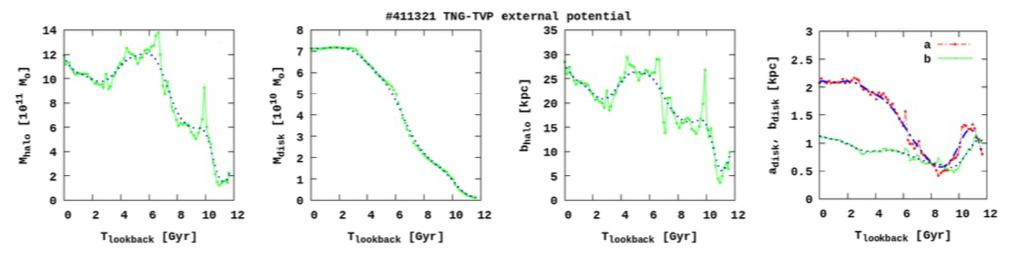 #411321 TNG-TVP external potential
M_halo [10^11 M_o]
14
12
10
8
6
4
2
0
0 2 4 6 8 10 12
T_lookback [Gyr]
M_disk [10^10 M_o]
8
7
6
5
4
3
2
1
0
0 2 4 6 8 10 12
T_lookback [Gyr]
b_halo [kpc]
35
30
25
20
15
10
5
0
0 2 4 6 8 10 12
T_lookback [Gyr]
a_disk, b_disk [kpc]
3
2.5
2
1.5
1
0.5
0
a
b
0 2 4 6 8 10 12
T_lookback [Gyr]